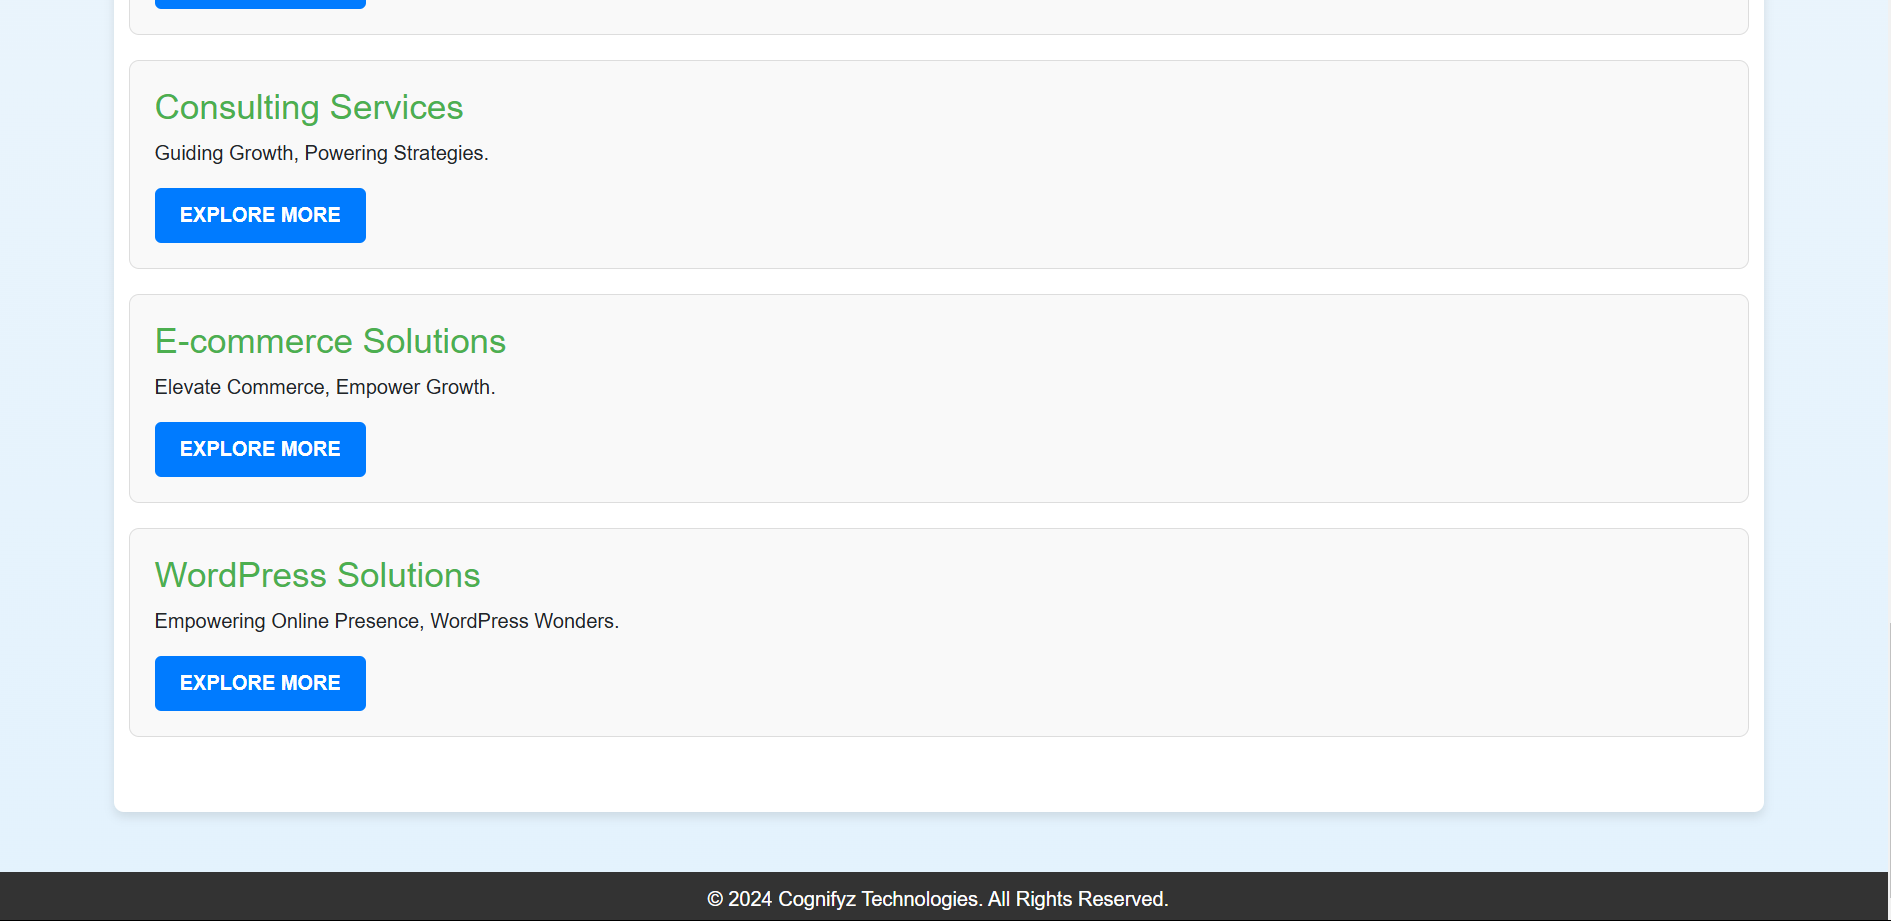 Consulting Services
Guiding Growth, Powering Strategies.
EXPLORE MORE
E-commerce Solutions
Elevate Commerce, Empower Growth.
EXPLORE MORE
WordPress Solutions
Empowering Online Presence, WordPress Wonders.
EXPLORE MORE
© 2024 Cognifyz Technologies. All Rights Reserved.